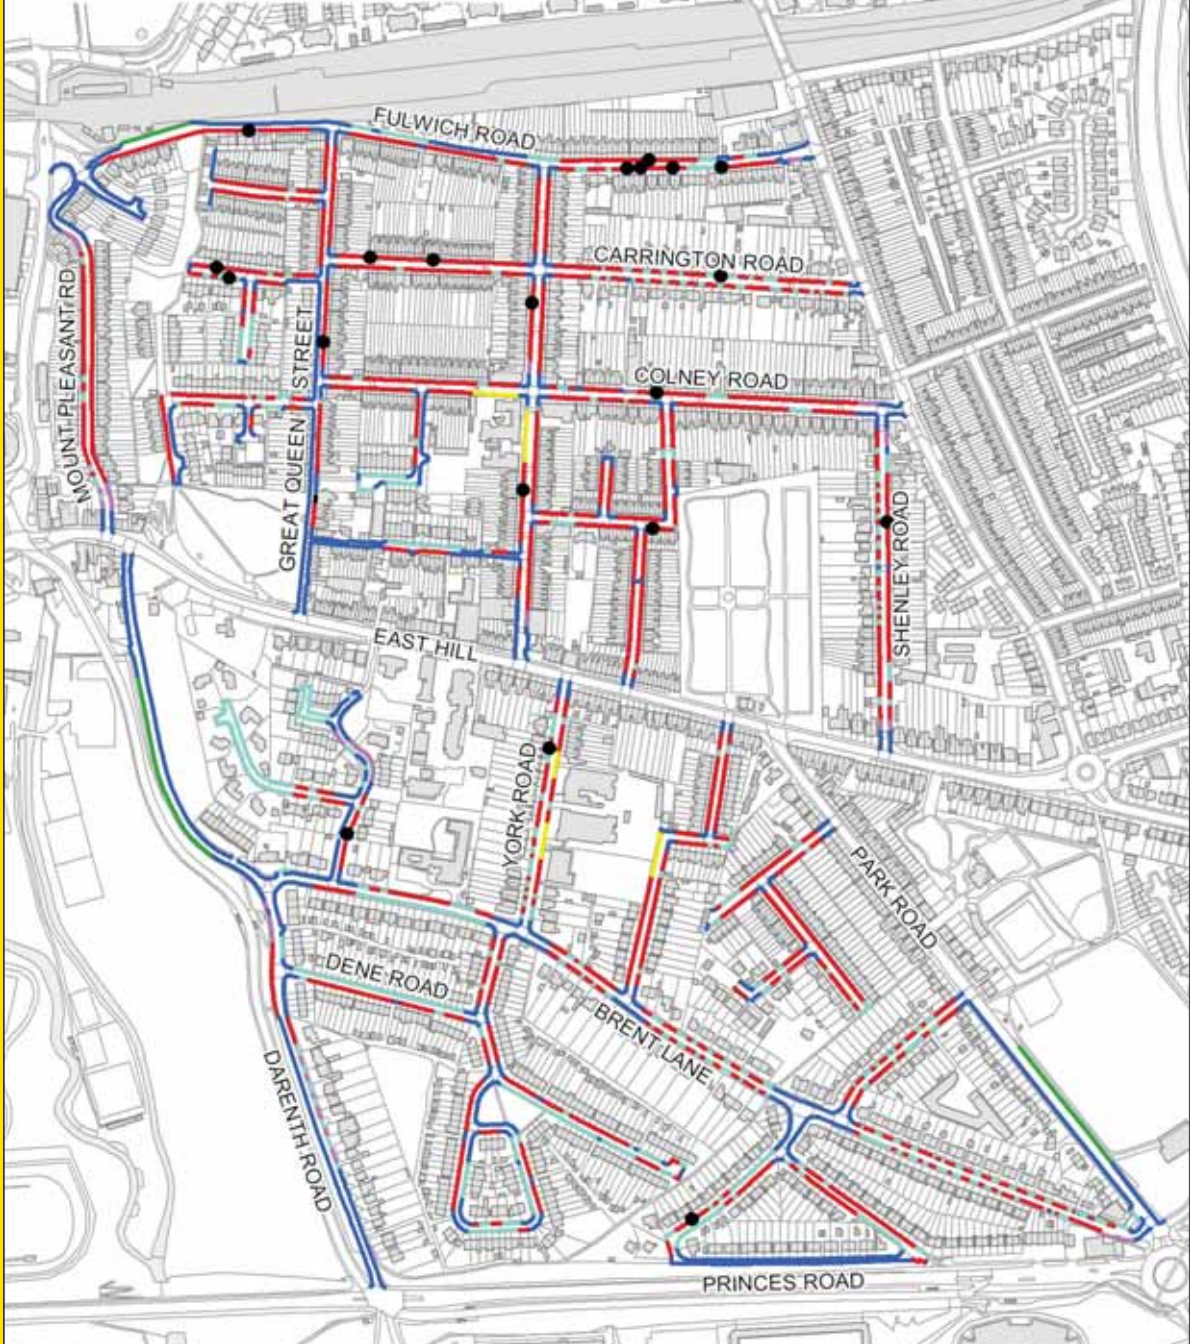 FULWICH ROAD
CARRINGTON ROAD
MOUNT PLEASANT RD
GREAT QUEEN STREET
COLNEY ROAD
SHENLEY ROAD
EAST HILL
YORK ROAD
PARK ROAD
DENE ROAD
BRENT LANE
DARENTH ROAD
PRINCES ROAD